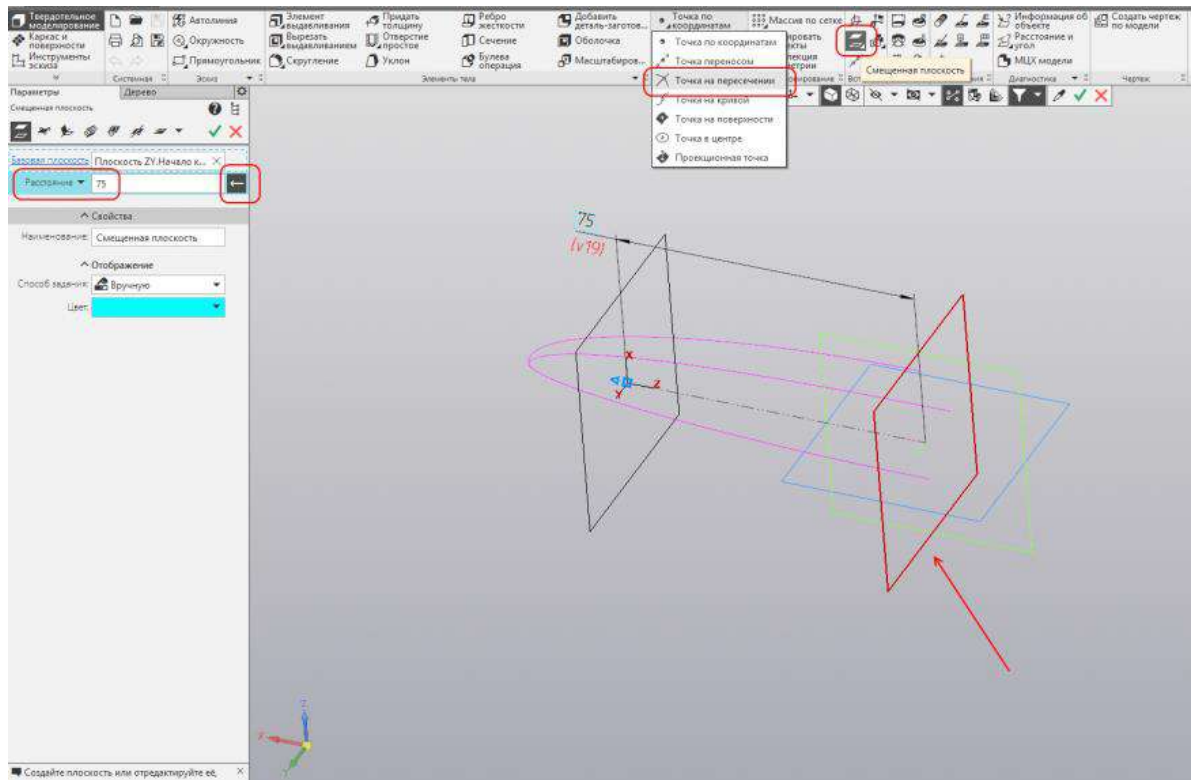 Твердотельное моделирование
Каркас и поверхности
Инструменты эскиза
Системная
Автолиния
Окружность
Прямоугольник
Эскиз
Элемент выдавливания
Вырезать выдавливанием
Скругление
Придать толщину
Отверстие простое
Уклон
Ребро жесткости
Сечение
Булева операция
Добавить деталь-заготов...
Оболочка
Масштабиров...
Элементы тела
Точка по координатам
Точка по координатам
Точка переносом
Точка на пересечении
Точка на кривой
Точка на поверхности
Точка в центре
Проекционная точка
Массив по сетке
Смещенная плоскость
Информация об объекте
Расстояние и угол
МЦХ модели
Диагностика
Создать чертеж по модели
Чертеж
Параметры
Дерево
Смещенная плоскость
Базовая плоскость Плоскость ZY.Начало к...
Расстояние 75
Свойства
Наименование: Смещенная плоскость
Отображение
Способ задания: Вручную
Цвет:
75
(v19)
X
Z
Y
Z
X
Y
Создайте плоскость или отредактируйте её,